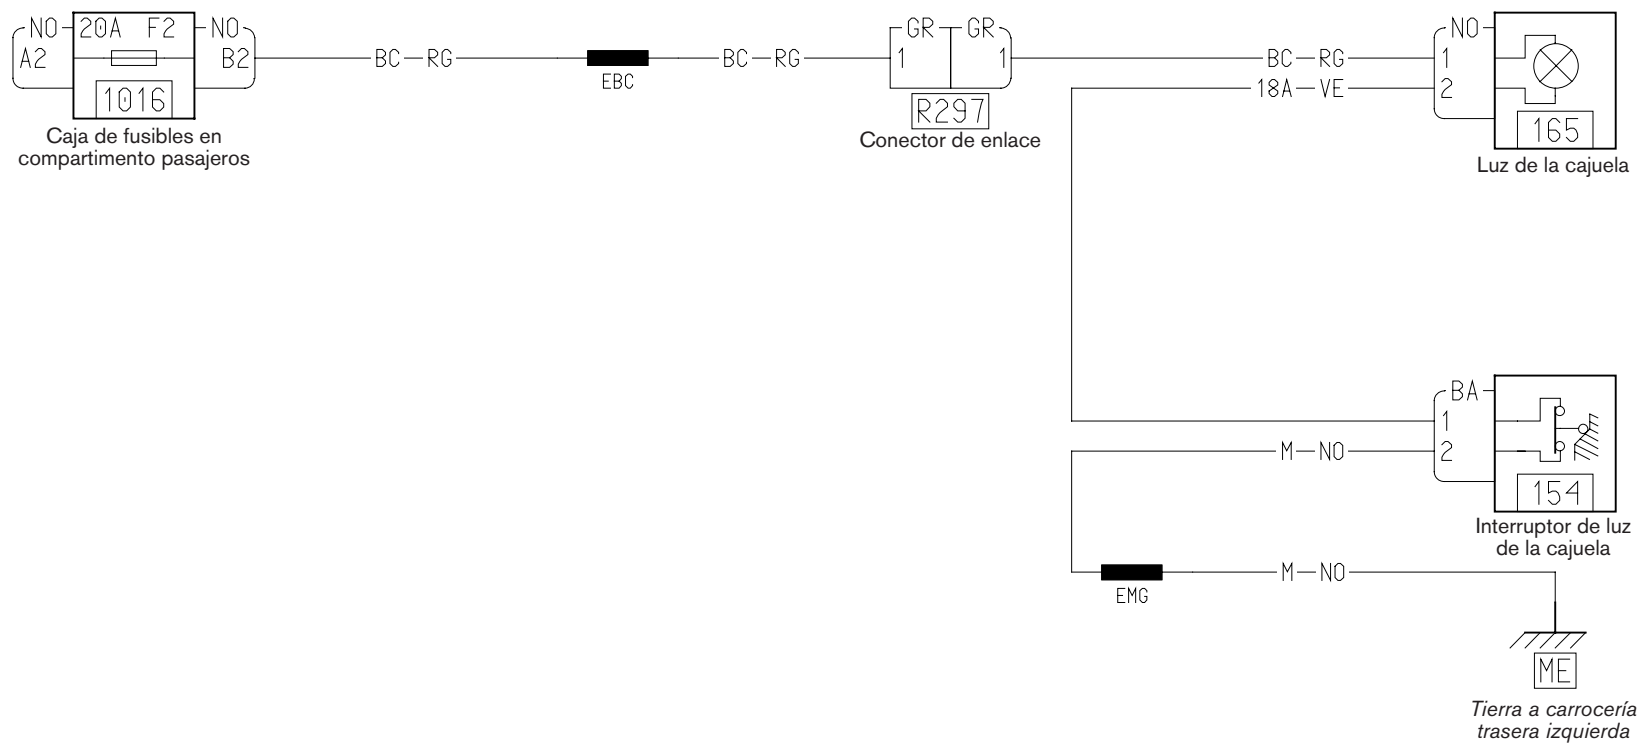 NO 20A F2 NO
A2 B2
1016
Caja de fusibles en
compartimento pasajeros
BC RG
EBC
BC RG
GR GR
1 1
R297
Conector de enlace
BC RG
18A VE
NO
1
2
165
Luz de la cajuela
BA
1
2
M NO
154
Interruptor de luz
de la cajuela
EMG
M NO
ME
Tierra a carrocería
trasera izquierda